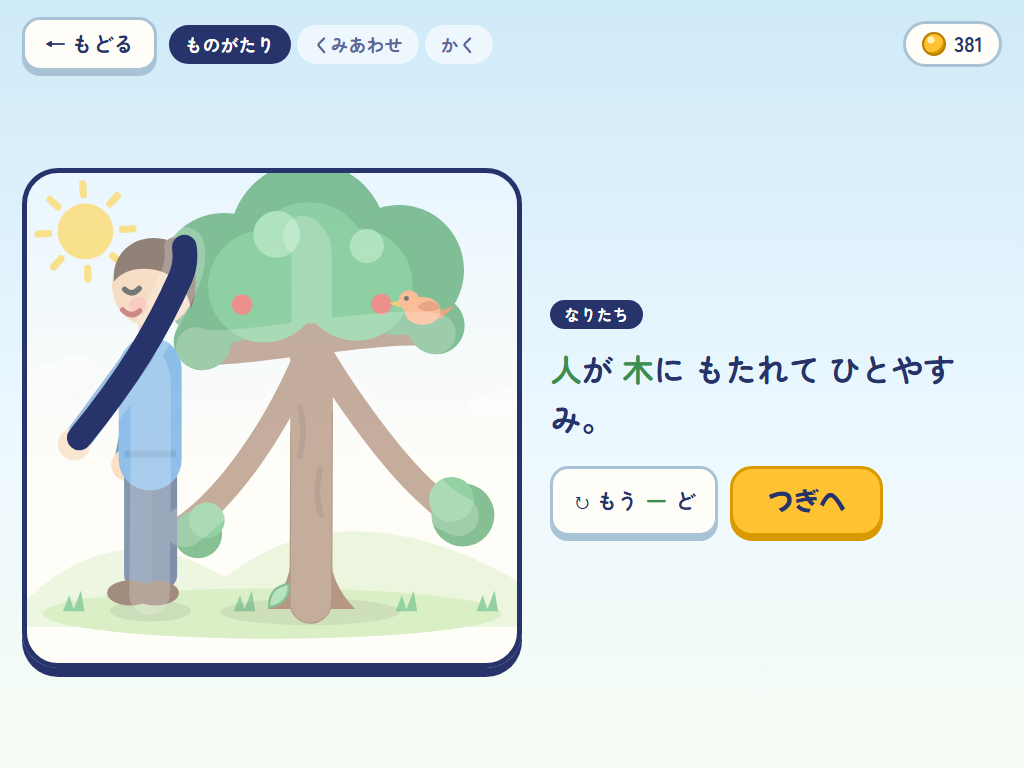 ← もどる
ものがたり
くみあわせ
かく
381
なりたち
人が 木に もたれて ひとやす
み。
↻ もう 一 ど
つぎへ